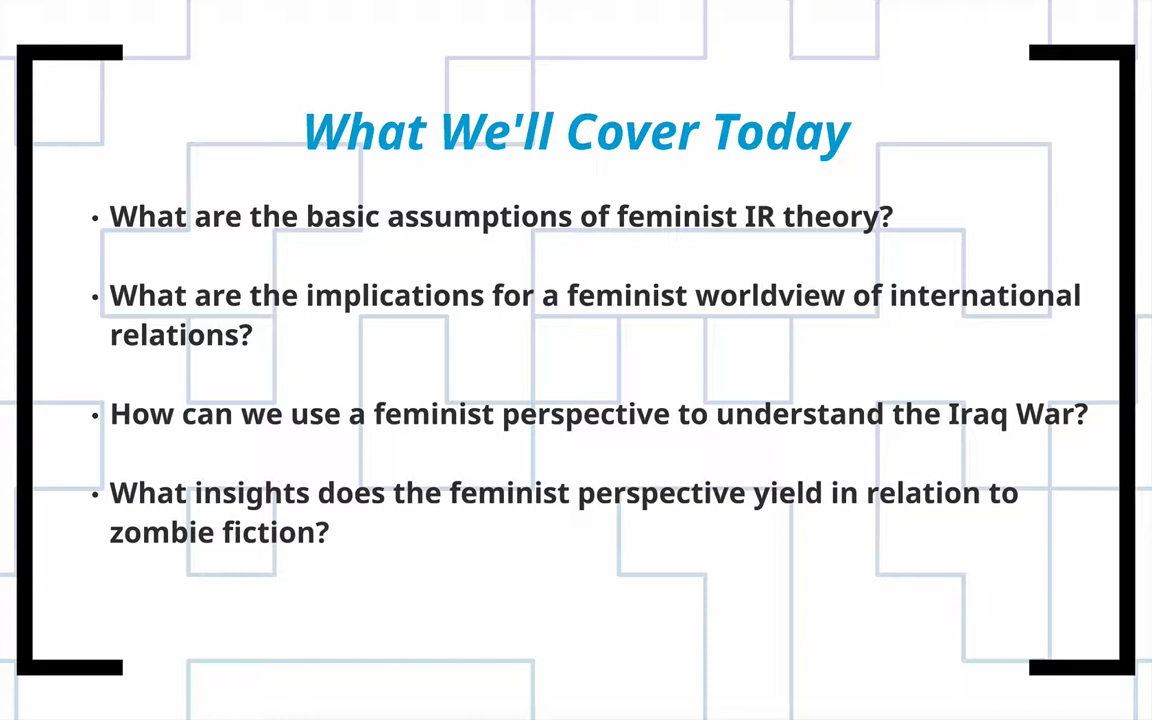 What We'll Cover Today
• What are the basic assumptions of feminist IR theory?
• What are the implications for a feminist worldview of international
relations?
• How can we use a feminist perspective to understand the Iraq War?
• What insights does the feminist perspective yield in relation to
zombie fiction?